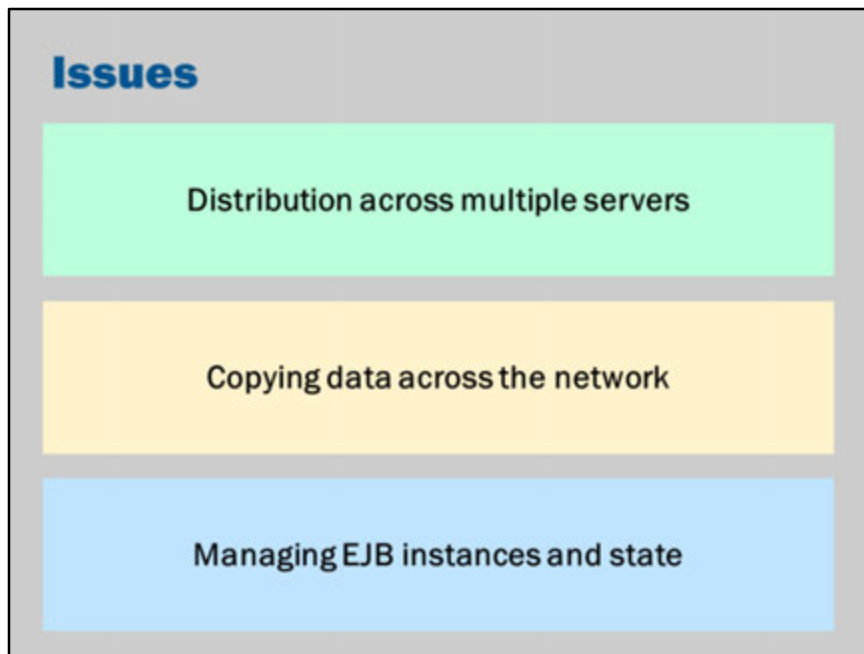 Issues
Distribution across multiple servers
Copying data across the network
Managing EJB instances and state